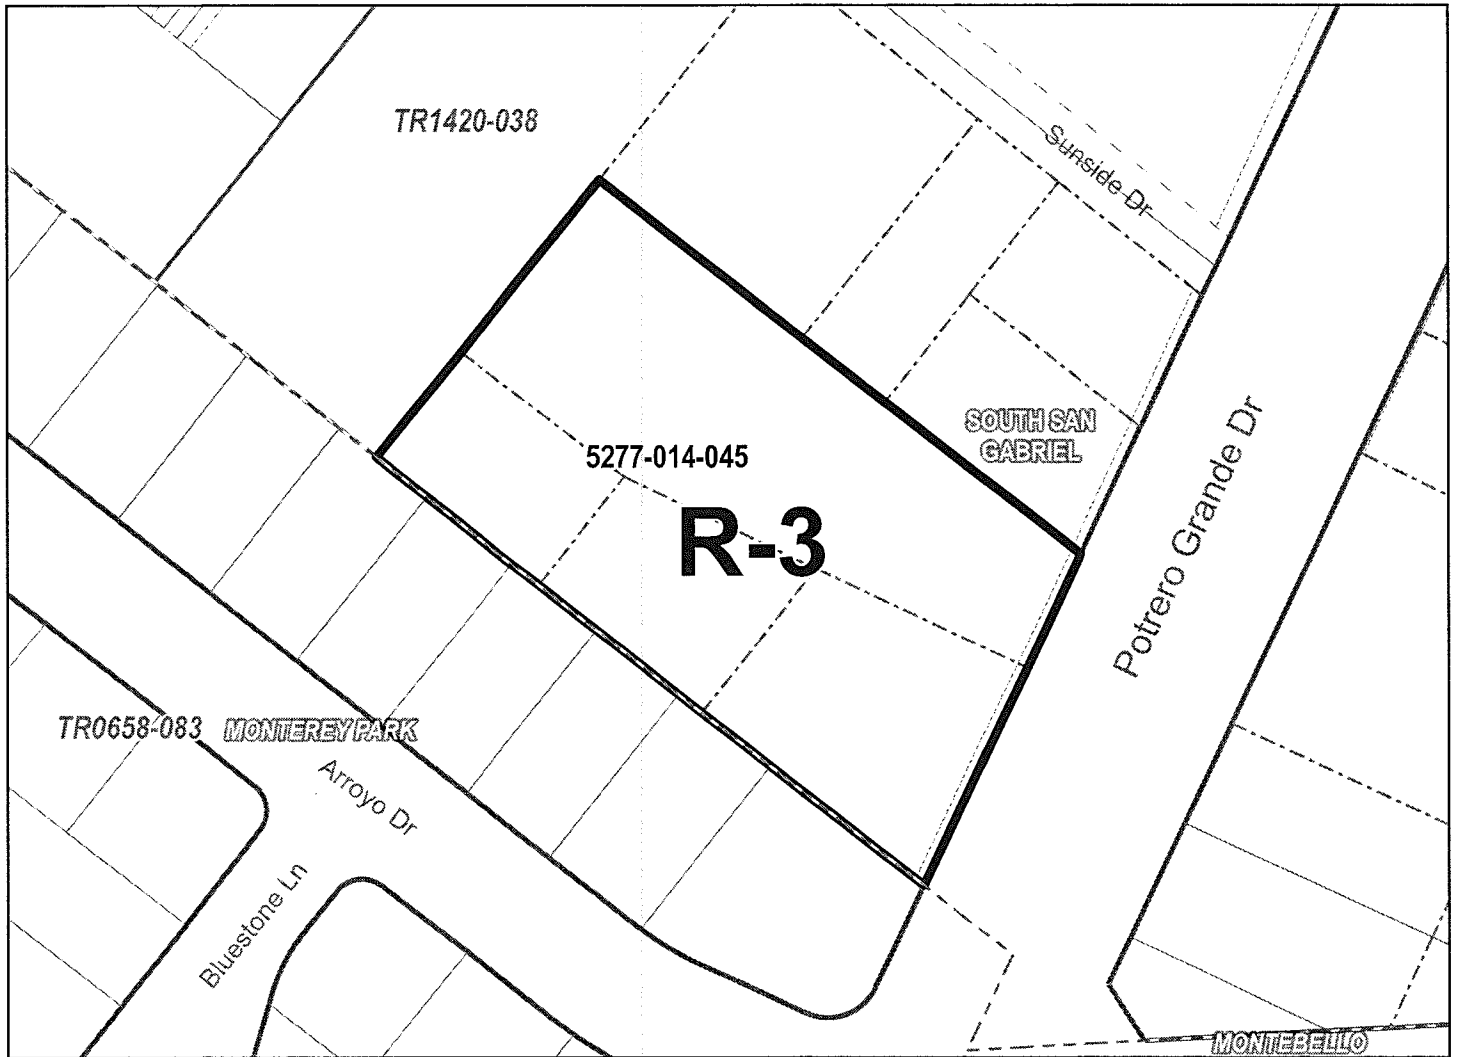 TR1420-038
Sunside Dr
SOUTH SAN
GABRIEL
5277-014-045
R-3
Potrero Grande Dr
TR0658-083
MONTEREY PARK
Arroyo Dr
Bluestone Ln
MONTEBELLO